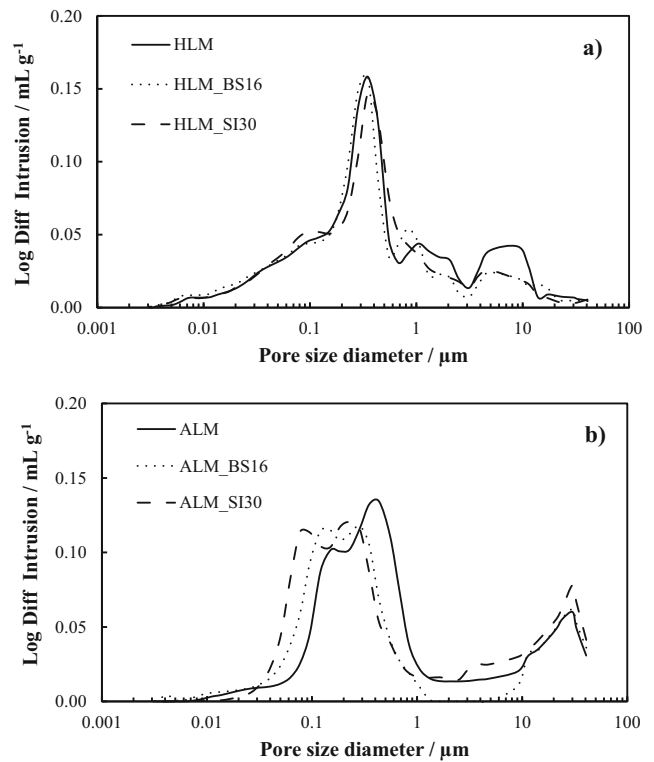 0.20
a)
HLM
HLM_BS16
HLM_SI30
0.15
0.10
0.05
0.00
Log Diff Intrusion / mL g-1
0.001 0.01 0.1 1 10 100
Pore size diameter / µm
0.20
b)
ALM
ALM_BS16
ALM_SI30
0.15
0.10
0.05
0.00
Log Diff Intrusion / mL g-1
0.001 0.01 0.1 1 10 100
Pore size diameter / µm